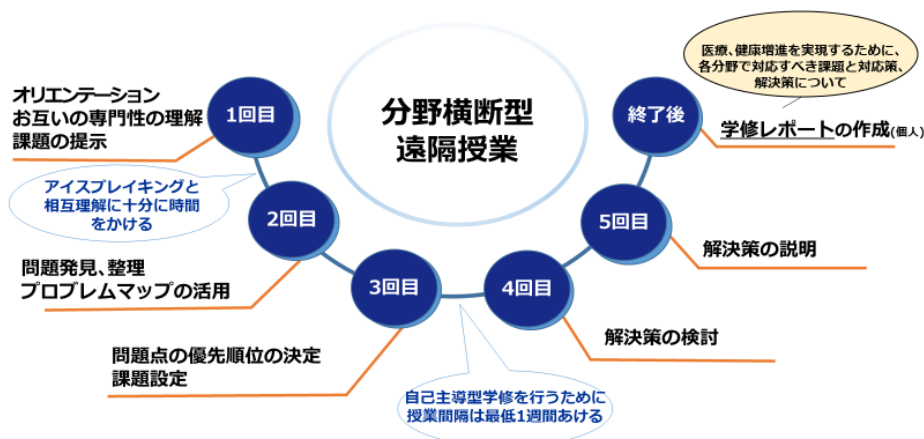 分野横断型
遠隔授業
1回目
オリエンテーション
お互いの専門性の理解
課題の提示
アイスブレイキングと
相互理解に十分に時間
をかける
2回目
問題発見、整理
プロブレムマップの活用
3回目
問題点の優先順位の決定
課題設定
自己主導型学修を行うために
授業間隔は最低1週間あける
4回目
解決策の検討
5回目
解決策の説明
終了後
学修レポートの作成(個人)
医療、健康増進を実現するために、
各分野で対応すべき課題と対応策、
解決策について